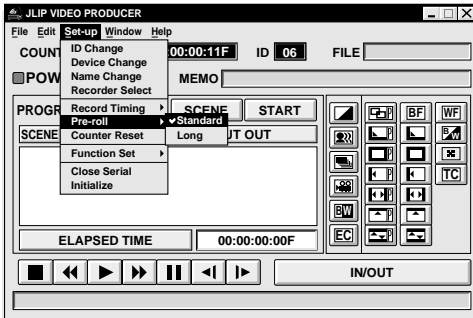 JLIP VIDEO PRODUCER
File Edit Set-up Window Help
COUNT 00:00:11F ID 06 FILE
POW MEMO
ID Change
Device Change
Name Change
Recorder Select
Record Timing
Pre-roll
Counter Reset
Function Set
Close Serial
Initialize
Standard
Long
PROGR SCENE START
SCENE UT OUT
ELAPSED TIME 00:00:00:00F
BW
EC
P BF WF
P
P TC
P
P
P
IN/OUT